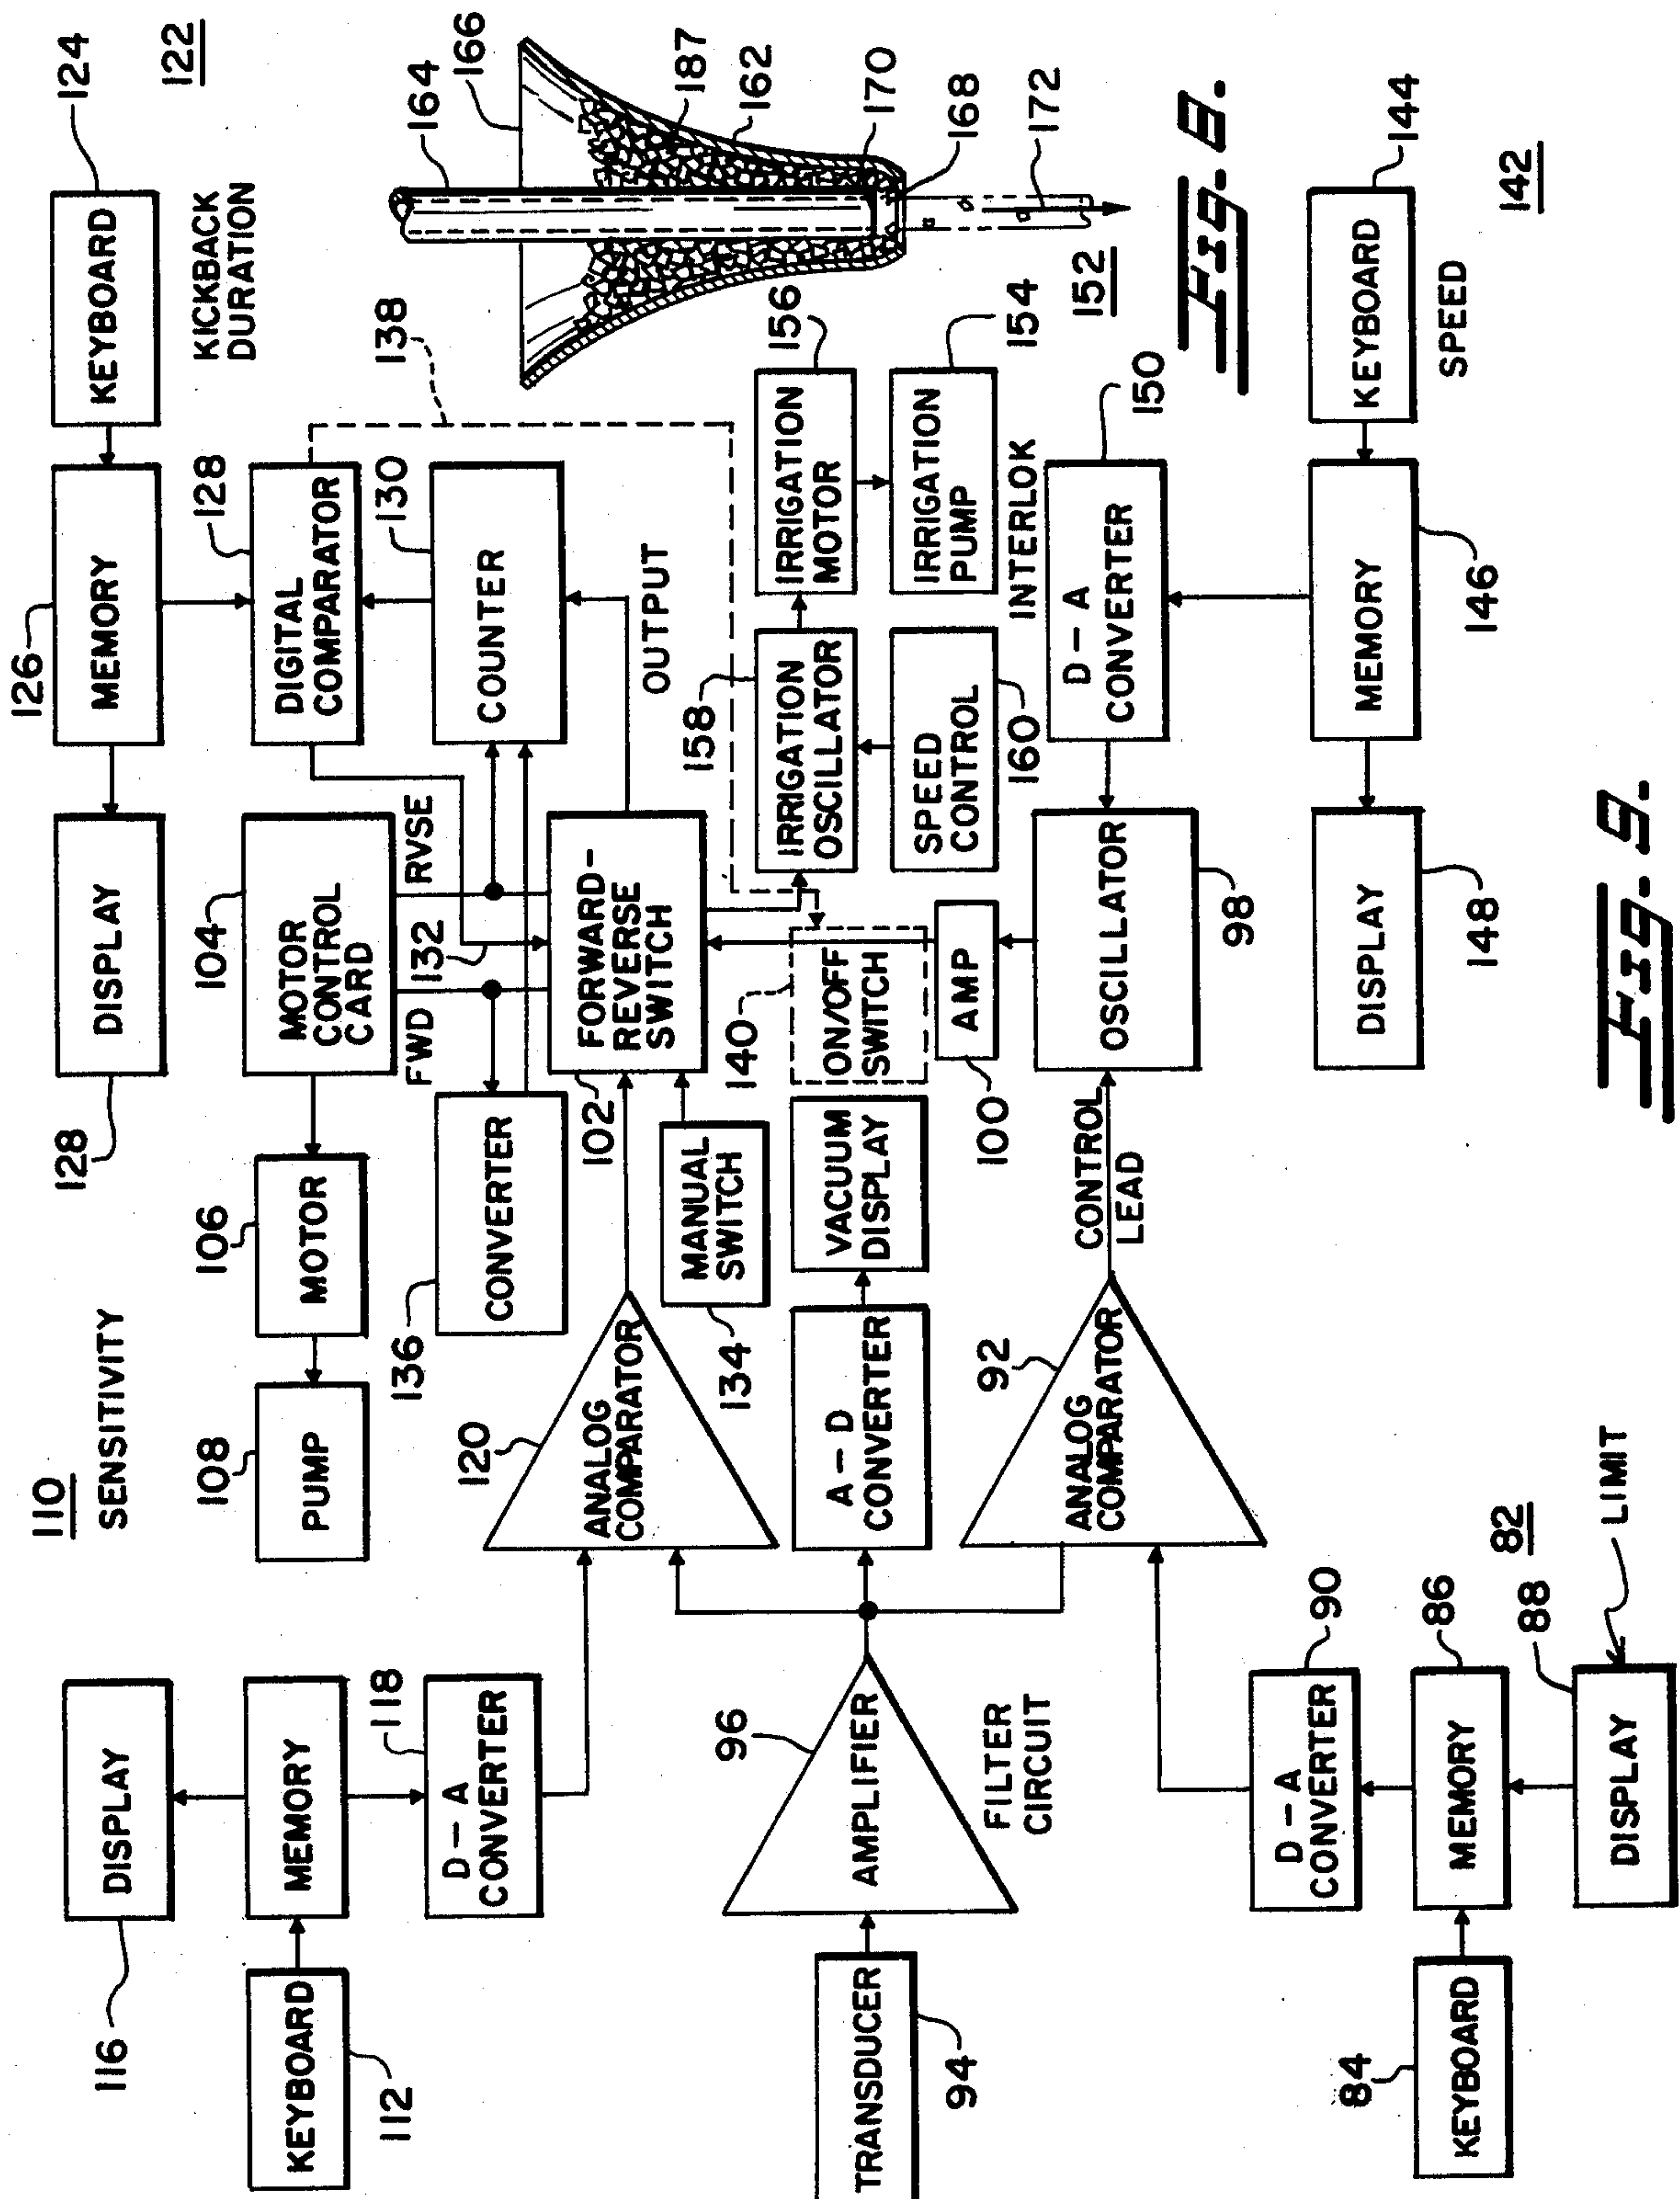 110
SENSITIVITY
116
DISPLAY
MEMORY
KEYBOARD
112
118
D-A
CONVERTER
108
PUMP
106
MOTOR
104
MOTOR
CONTROL
CARD
FWD
RVSE
132
128
DISPLAY
126
MEMORY
124
KEYBOARD
122
KICKBACK
DURATION
128
DIGITAL
COMPARATOR
130
COUNTER
138
136
CONVERTER
120
ANALOG
COMPARATOR
102
FORWARD-
REVERSE
SWITCH
OUTPUT
134
MANUAL
SWITCH
140
ION/OFF
SWITCH
100
AMP
VACUUM
DISPLAY
A-D
CONVERTER
96
AMPLIFIER
FILTER
CIRCUIT
TRANSDUCER
94
158
IRRIGATION
OSCILLATOR
156
IRRIGATION
MOTOR
154
IRRIGATION
PUMP
SPEED
CONTROL
160
INTERLOK
152
92
ANALOG
COMPARATOR
CONTROL
LEAD
OSCILLATOR
98
150
D-A
CONVERTER
90
D-A
CONVERTER
86
MEMORY
84
KEYBOARD
82
88
DISPLAY
LIMIT
148
DISPLAY
146
MEMORY
144
KEYBOARD
SPEED
142
164
166
187
162
170
168
172
Fig. 8.
Fig. 9.